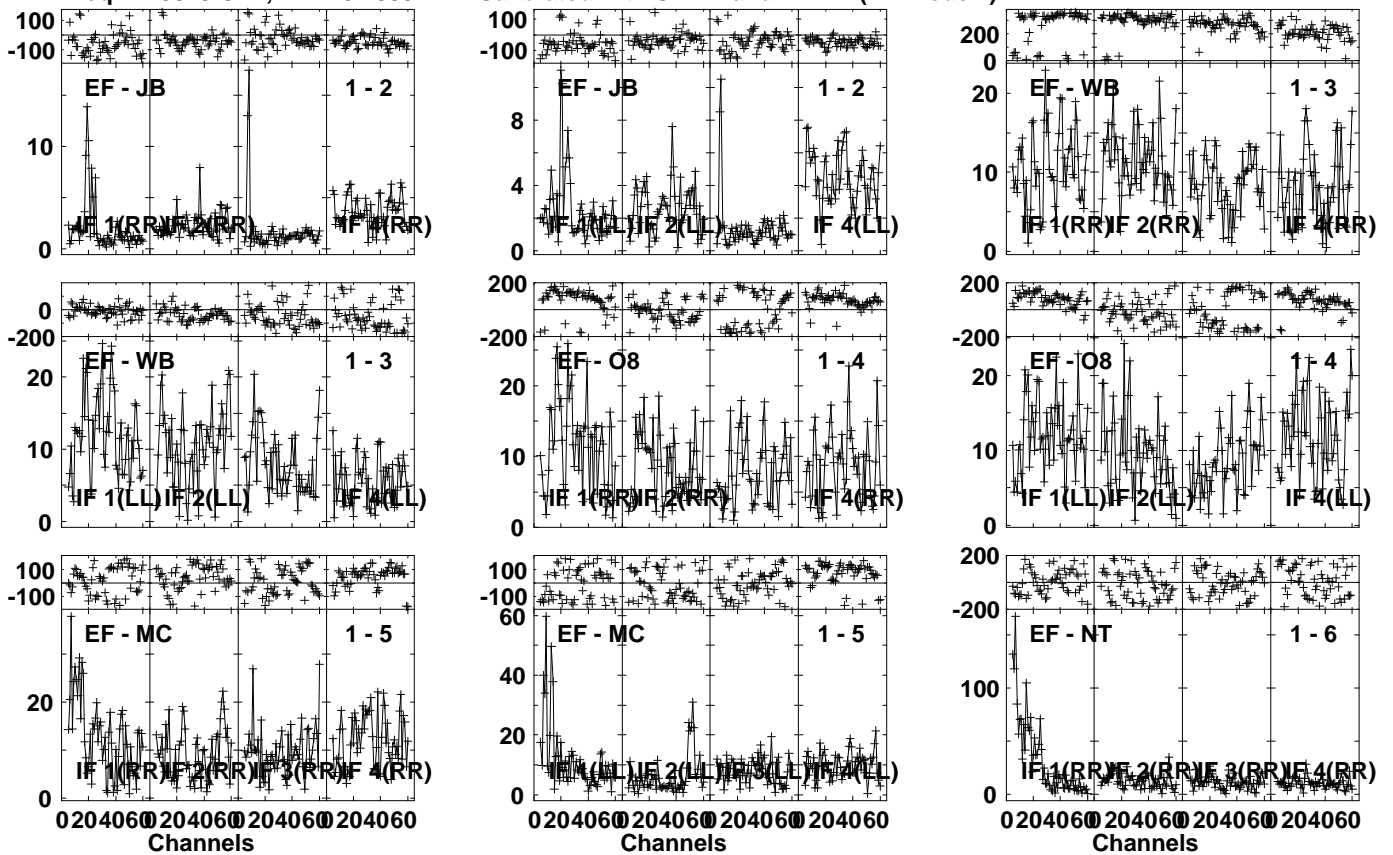 100
-100
EF - JB 1 - 2
10
0
IF 1(RR) IF 2(RR) IF 4(RR)
EF - JB 1 - 2
8
4
0
IF 1(LL) IF 2(LL) IF 4(LL)
200
0
EF - WB 1 - 3
20
10
0
IF 1(RR) IF 2(RR) IF 4(RR)
0
-200
EF - WB 1 - 3
20
10
0
IF 1(LL) IF 2(LL) IF 4(LL)
200
-200
EF - O8 1 - 4
20
10
0
IF 1(RR) IF 2(RR) IF 4(RR)
200
-200
EF - O8 1 - 4
20
10
0
IF 1(LL) IF 2(LL) IF 4(LL)
100
-100
EF - MC 1 - 5
20
0
IF 1(RR) IF 2(RR) IF 3(RR) IF 4(RR)
0 20 40 60 0 20 40 60 0 20 40 60 0 20 40 60
Channels
100
-100
EF - MC 1 - 5
60
40
20
0
IF 1(LL) IF 2(LL) IF 3(LL) IF 4(LL)
0 20 40 60 0 20 40 60 0 20 40 60 0 20 40 60
Channels
200
-200
EF - NT 1 - 6
100
0
IF 1(RR) IF 2(RR) IF 3(RR) IF 4(RR)
0 20 40 60 0 20 40 60 0 20 40 60 0 20 40 60
Channels